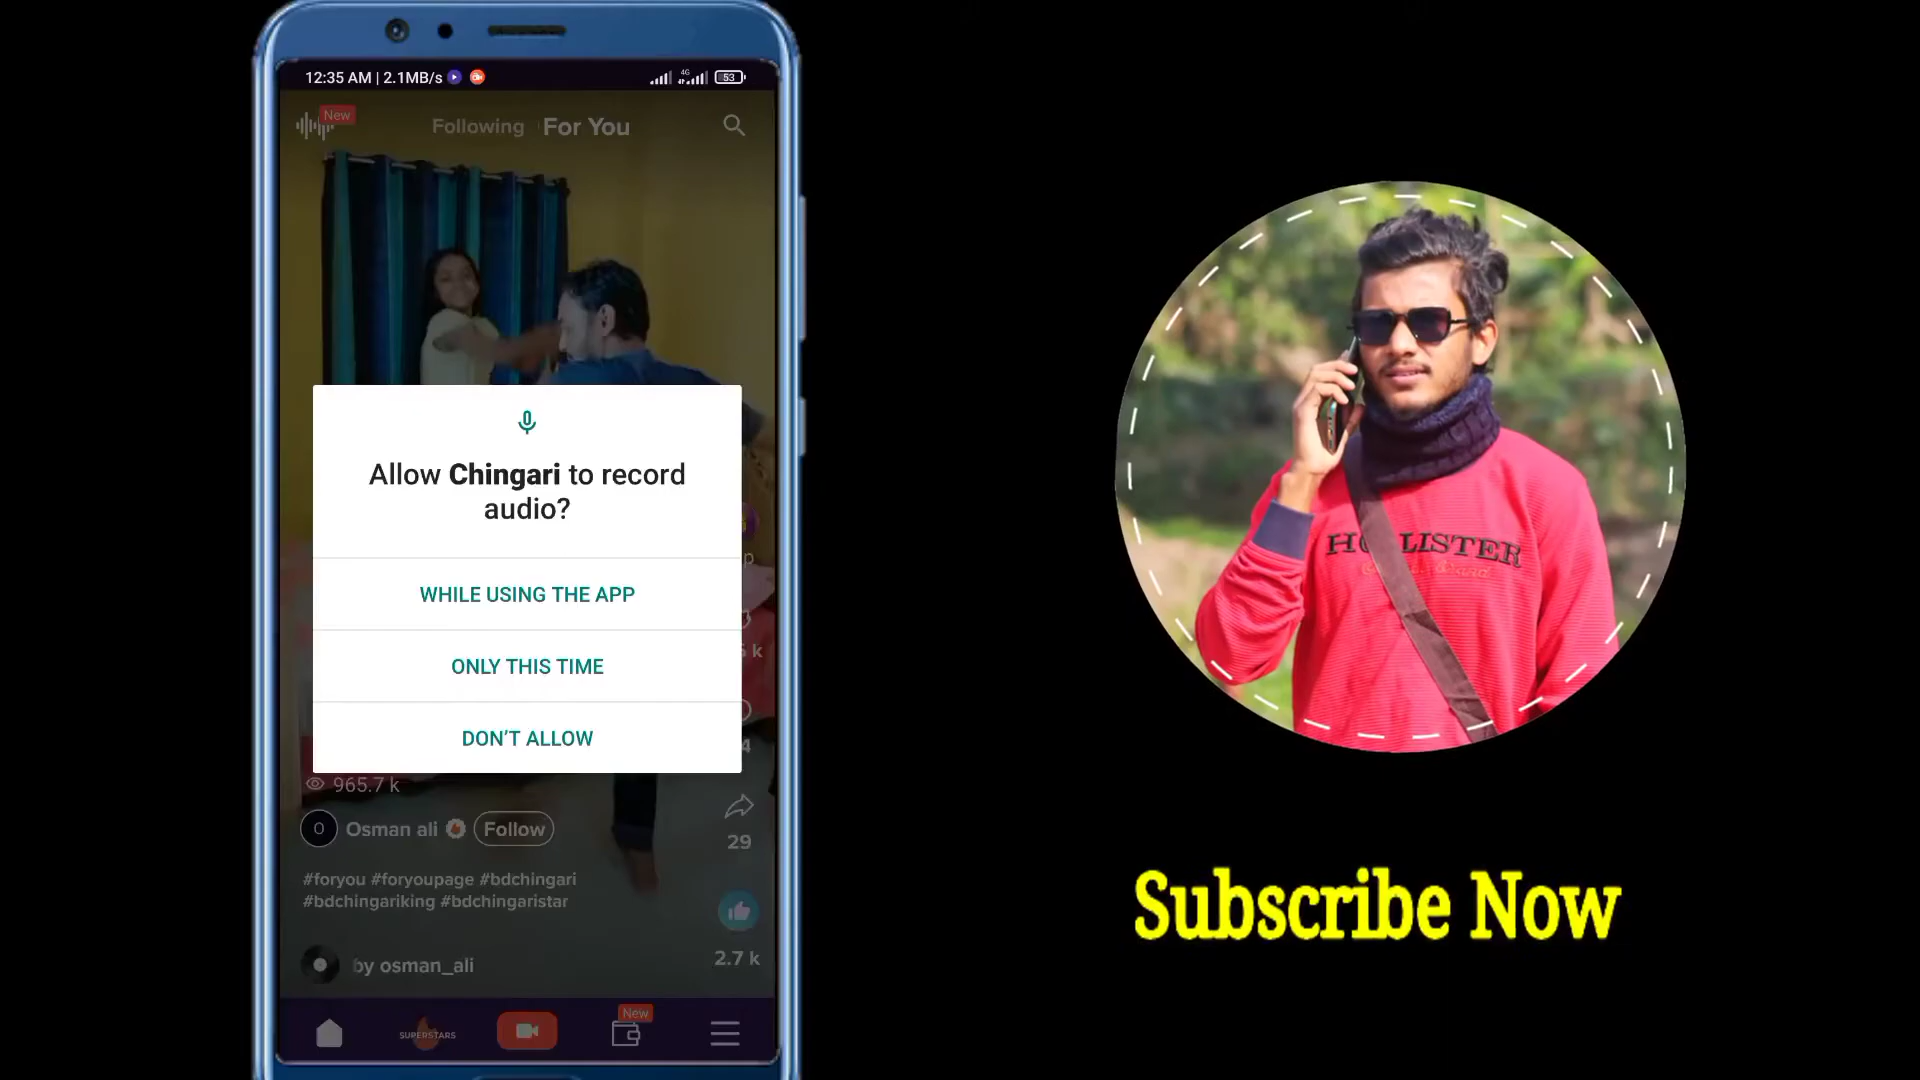 12:35 AM | 2.1MB/s
4G
53
New
Following
For You
Allow Chingari to record
audio?
WHILE USING THE APP
ONLY THIS TIME
DON'T ALLOW
965.7 k
Osman ali
Follow
29
#foryou #foryoupage #bdchingari
#bdchingariking #bdchingaristar
2.7 k
by osman_ali
SUPERSTARS
New
HOLLISTER
Subscribe Now